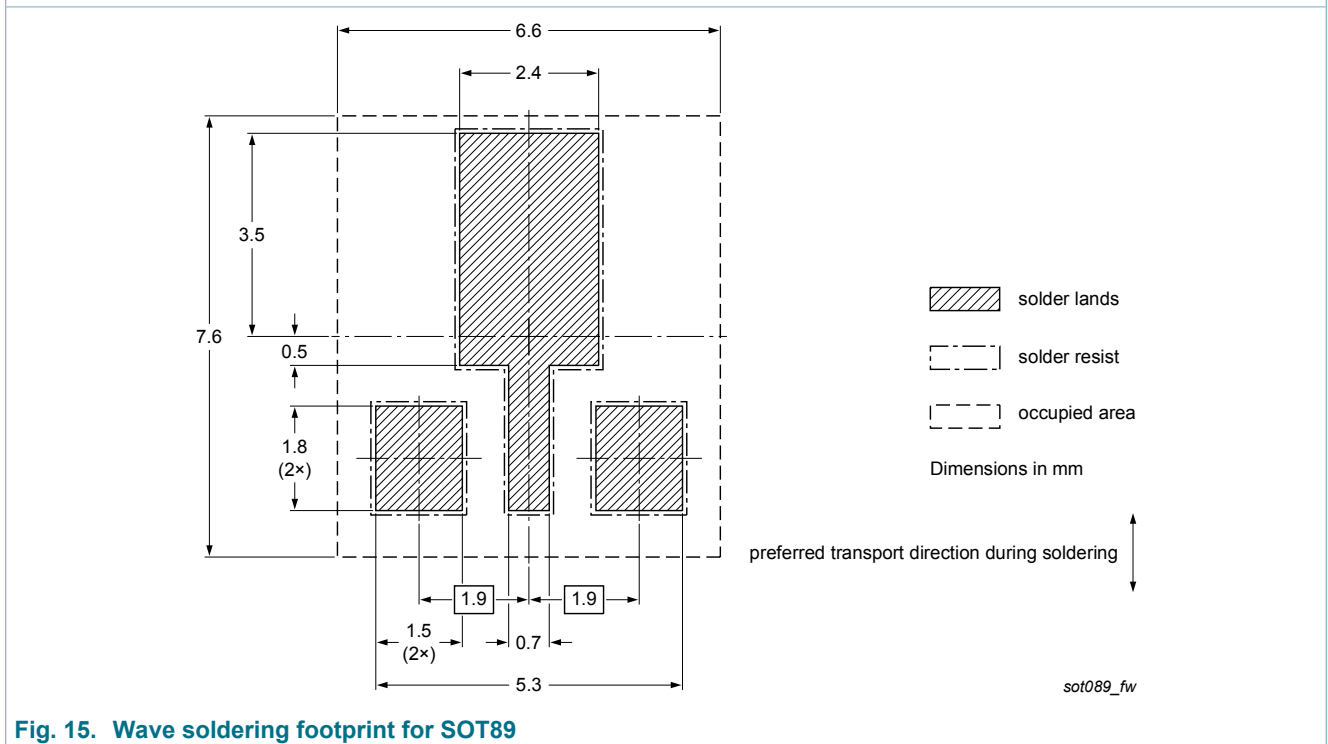 6.6
2.4
3.5
7.6
0.5
solder lands
solder resist
occupied area
1.8
(2×)
Dimensions in mm
preferred transport direction during soldering
1.9
1.9
1.5
(2×)
0.7
5.3
sot089_fw
Fig. 15. Wave soldering footprint for SOT89